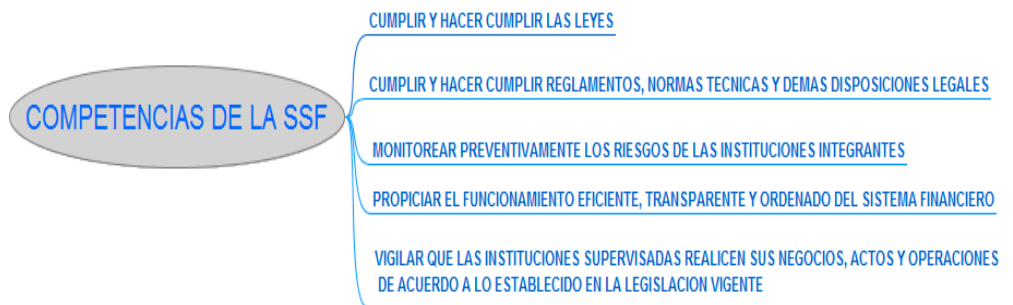 CUMPLIR Y HACER CUMPLIR LAS LEYES
CUMPLIR Y HACER CUMPLIR REGLAMENTOS, NORMAS TECNICAS Y DEMAS DISPOSICIONES LEGALES
COMPETENCIAS DE LA SSF
MONITOREAR PREVENTIVAMENTE LOS RIESGOS DE LAS INSTITUCIONES INTEGRANTES
PROPICIAR EL FUNCIONAMIENTO EFICIENTE, TRANSPARENTE Y ORDENADO DEL SISTEMA FINANCIERO
VIGILAR QUE LAS INSTITUCIONES SUPERVISADAS REALICEN SUS NEGOCIOS, ACTOS Y OPERACIONES
DE ACUERDO A LO ESTABLECIDO EN LA LEGISLACION VIGENTE